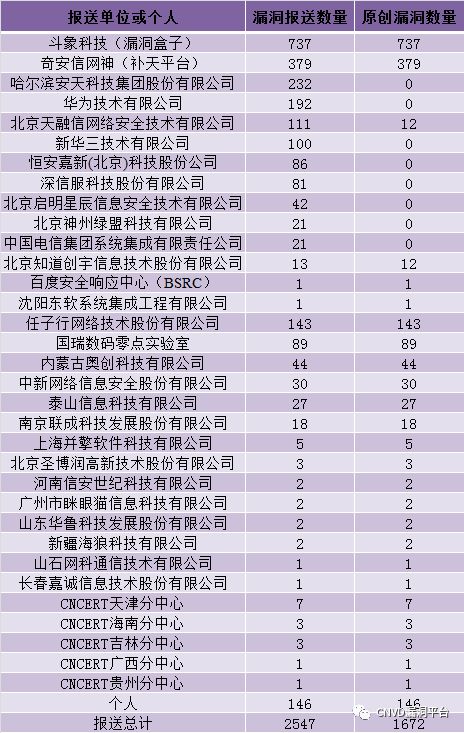 报送单位或个人 漏洞报送数量 原创漏洞数量
斗象科技（漏洞盒子） 737 737
奇安信网神（补天平台） 379 379
哈尔滨安天科技集团股份有限公司 232 0
华为技术有限公司 192 0
北京天融信网络安全技术有限公司 111 12
新华三技术有限公司 100 0
恒安嘉新(北京)科技股份公司 86 0
深信服科技股份有限公司 81 0
北京启明星辰信息安全技术有限公司 42 0
北京神州绿盟科技有限公司 21 0
中国电信集团系统集成有限责任公司 21 0
北京知道创宇信息技术股份有限公司 13 12
百度安全响应中心（BSRC） 1 1
沈阳东软系统集成工程有限公司 1 1
任子行网络技术股份有限公司 143 143
国瑞数码零点实验室 89 89
内蒙古奥创科技有限公司 44 44
中新网络信息安全股份有限公司 30 30
泰山信息科技有限公司 27 27
南京联成科技发展股份有限公司 18 18
上海并擎软件科技有限公司 5 5
北京圣博润高新技术股份有限公司 3 3
河南信安世纪科技有限公司 2 2
广州市眯眼猫信息科技有限公司 2 2
山东华鲁科技发展股份有限公司 2 2
新疆海狼科技有限公司 2 2
山石网科通信技术有限公司 1 1
长春嘉诚信息技术股份有限公司 1 1
CNCERT天津分中心 7 7
CNCERT海南分中心 3 3
CNCERT吉林分中心 3 3
CNCERT广西分中心 1 1
CNCERT贵州分中心 1 1
个人 146 146
报送总计 2547 1672
CNVD漏洞平台